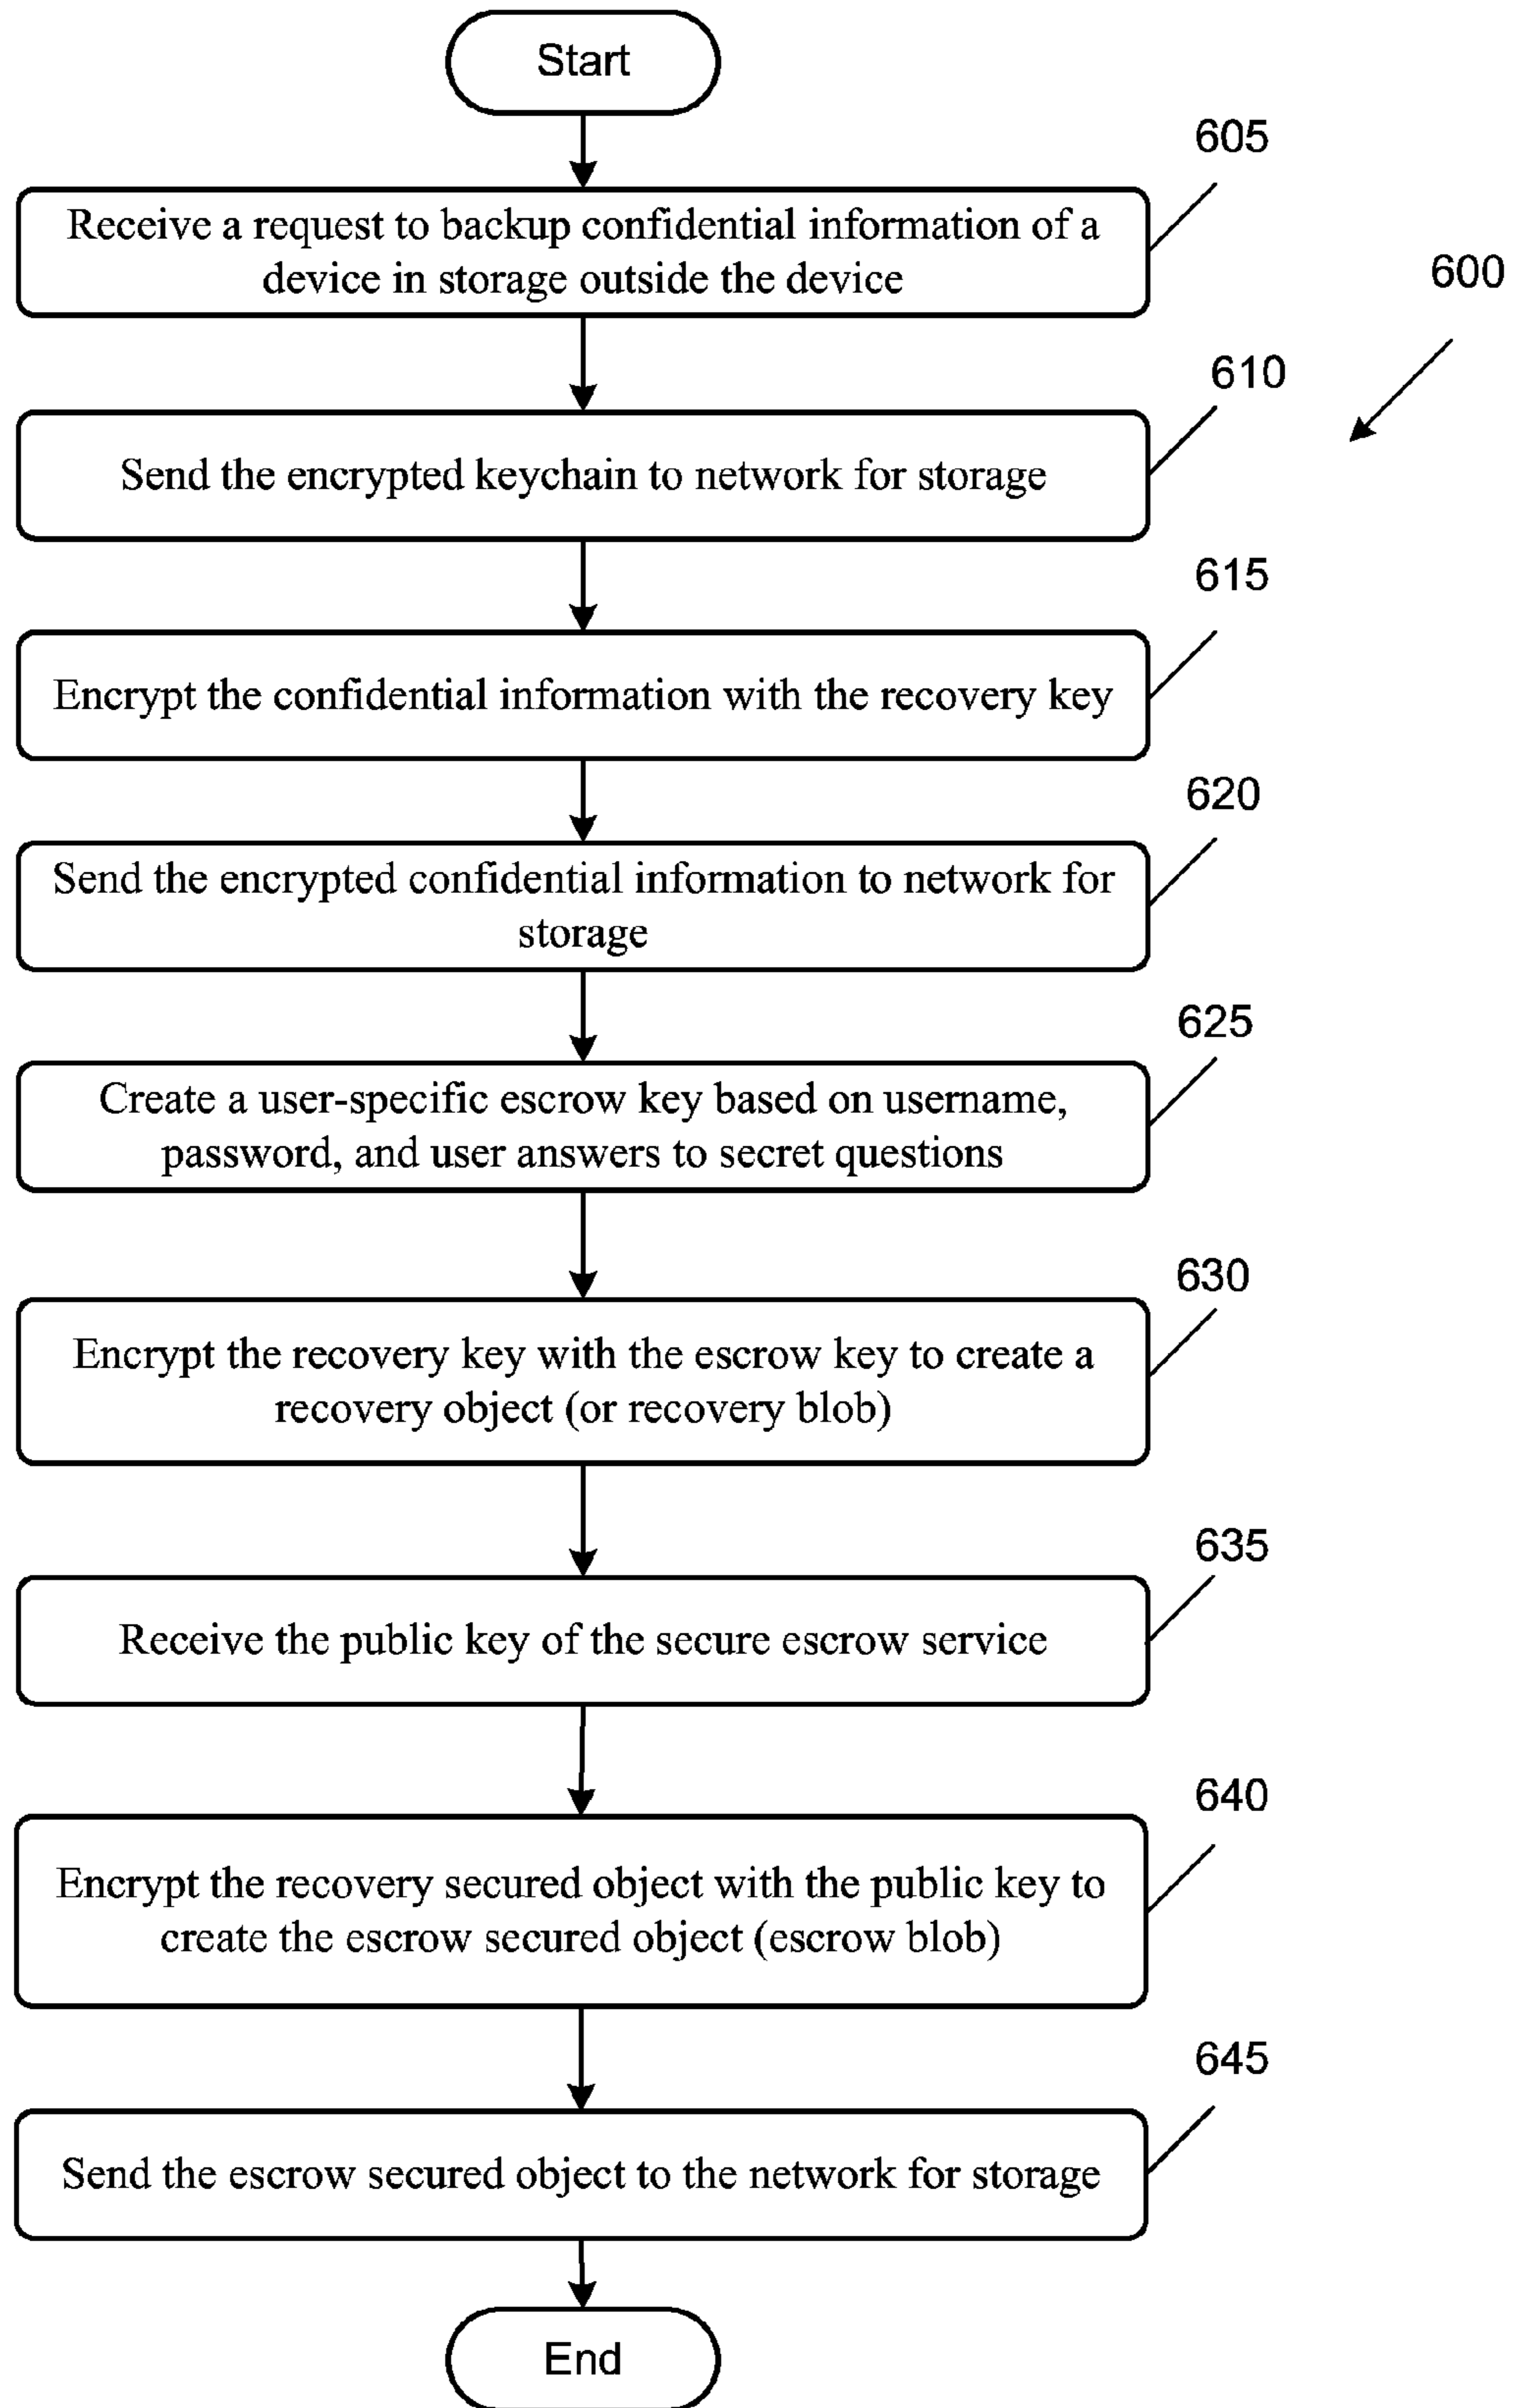 Start
605
Receive a request to backup confidential information of a
device in storage outside the device
600
610
Send the encrypted keychain to network for storage
615
Encrypt the confidential information with the recovery key
620
Send the encrypted confidential information to network for
storage
625
Create a user-specific escrow key based on username,
password, and user answers to secret questions
630
Encrypt the recovery key with the escrow key to create a
recovery object (or recovery blob)
635
Receive the public key of the secure escrow service
640
Encrypt the recovery secured object with the public key to
create the escrow secured object (escrow blob)
645
Send the escrow secured object to the network for storage
End